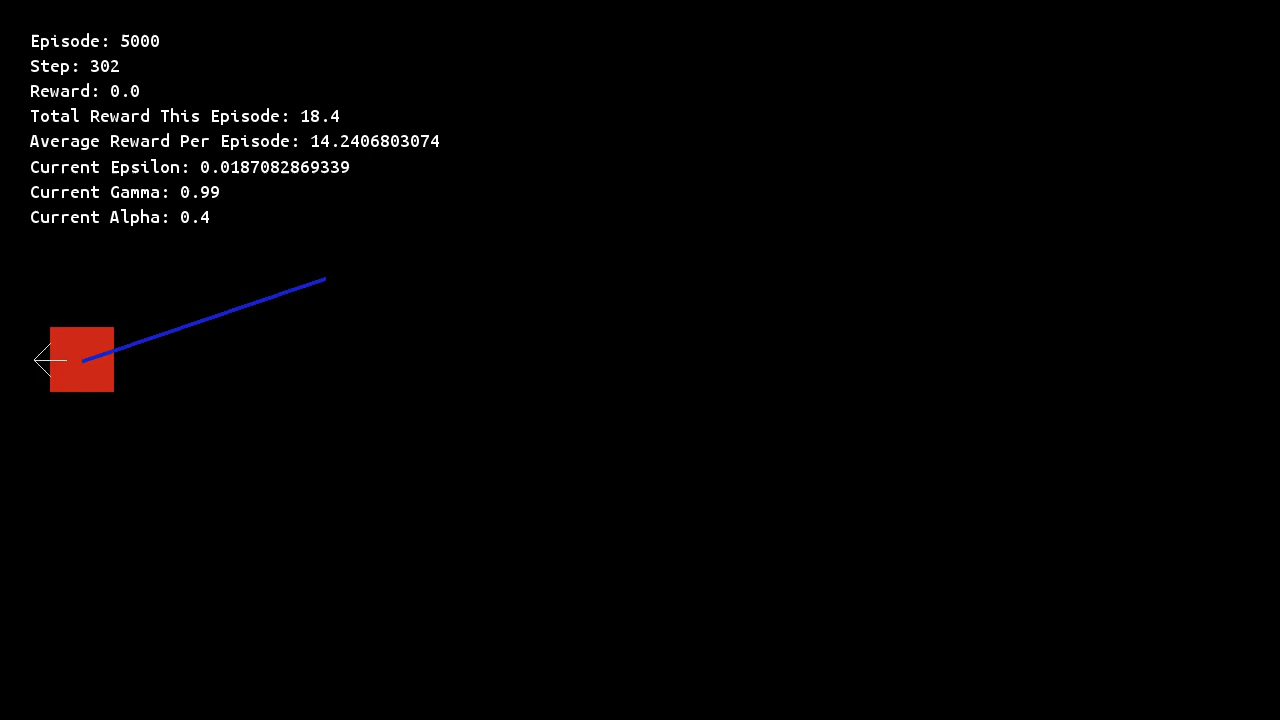 Episode: 5000
Step: 302
Reward: 0.0
Total Reward This Episode: 18.4
Average Reward Per Episode: 14.2406803074
Current Epsilon: 0.0187082869339
Current Gamma: 0.99
Current Alpha: 0.4